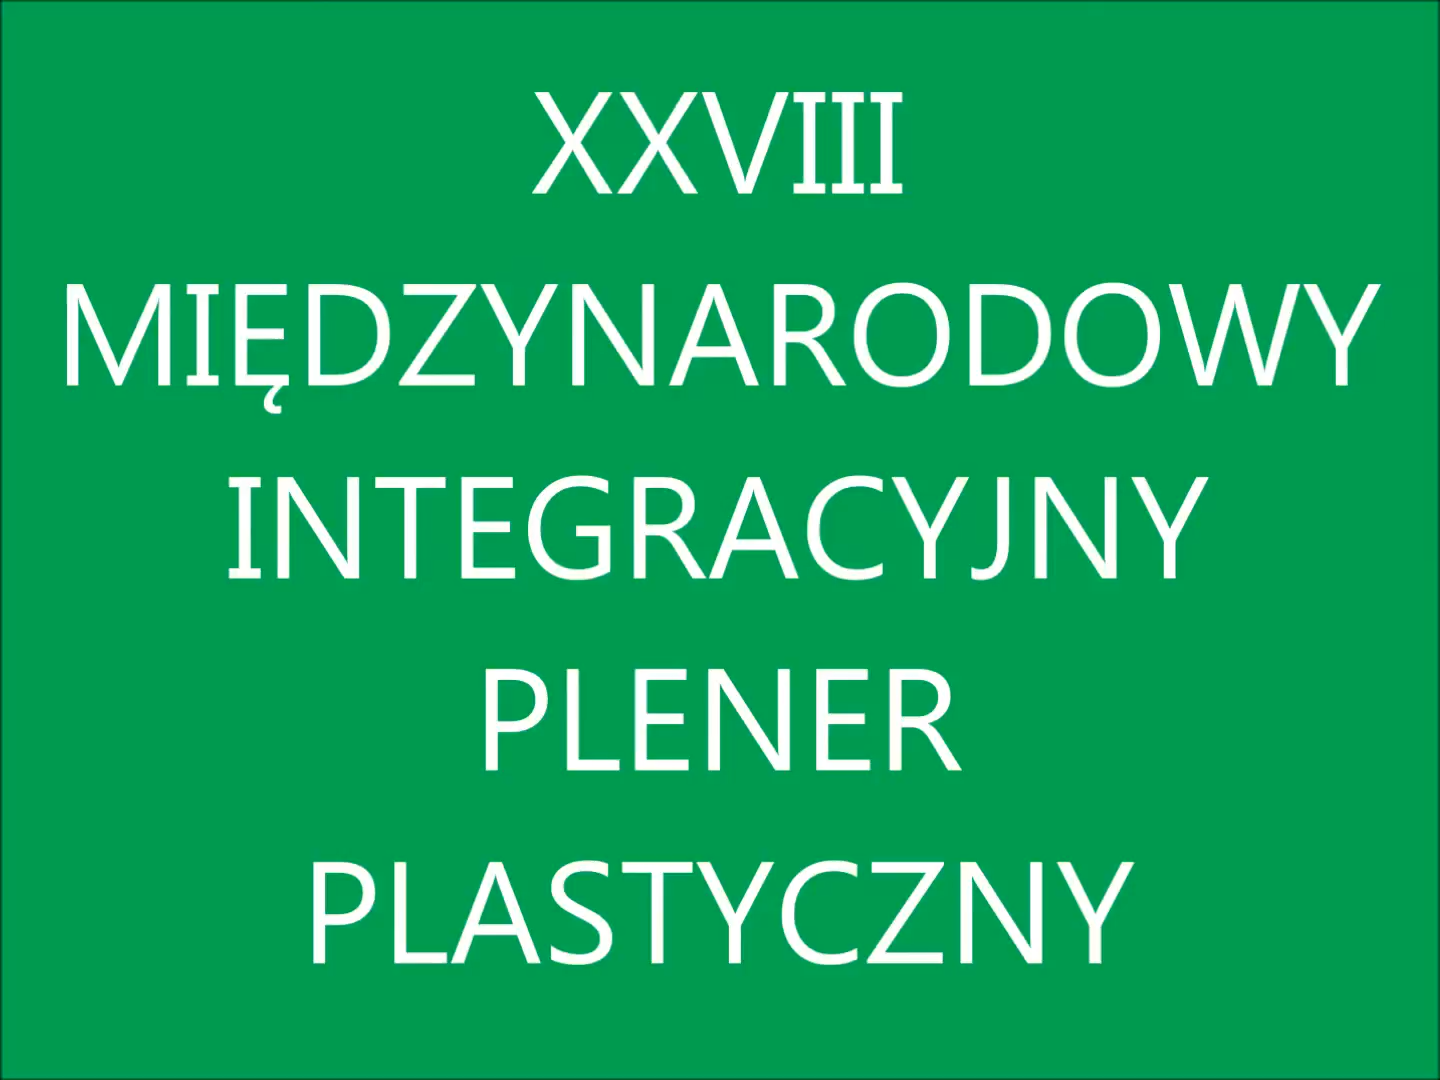 XXVIII
MIĘDZYNARODOWY
INTEGRACYJNY
PLENER
PLASTYCZNY